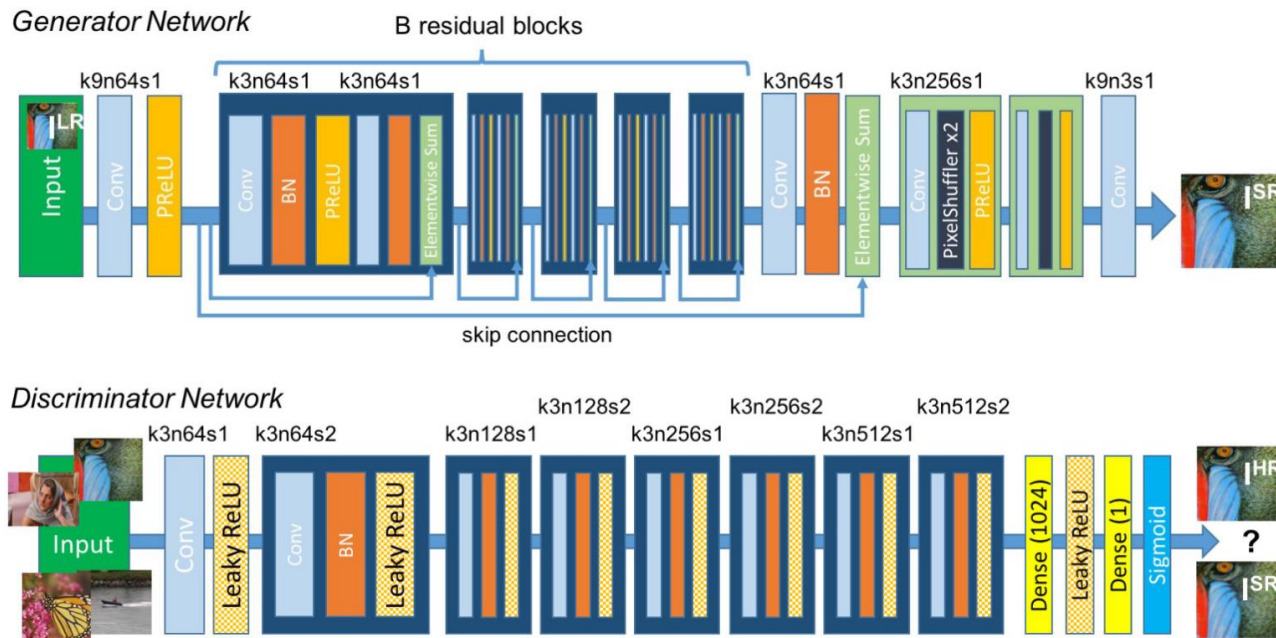 Generator Network
B residual blocks
k9n64s1
k3n64s1
k3n64s1
k3n64s1
k3n256s1
k9n3s1
I^LR
Input
Conv
PReLU
Conv
BN
PReLU
Elementwise Sum
Conv
BN
Elementwise Sum
Conv
PixelShuffler x2
PReLU
Conv
I^SR
skip connection
Discriminator Network
k3n128s2
k3n256s2
k3n512s2
k3n64s1
k3n64s2
k3n128s1
k3n256s1
k3n512s1
Input
Conv
Leaky ReLU
Conv
BN
Leaky ReLU
Dense (1024)
Leaky ReLU
Dense (1)
Sigmoid
I^HR
?
I^SR